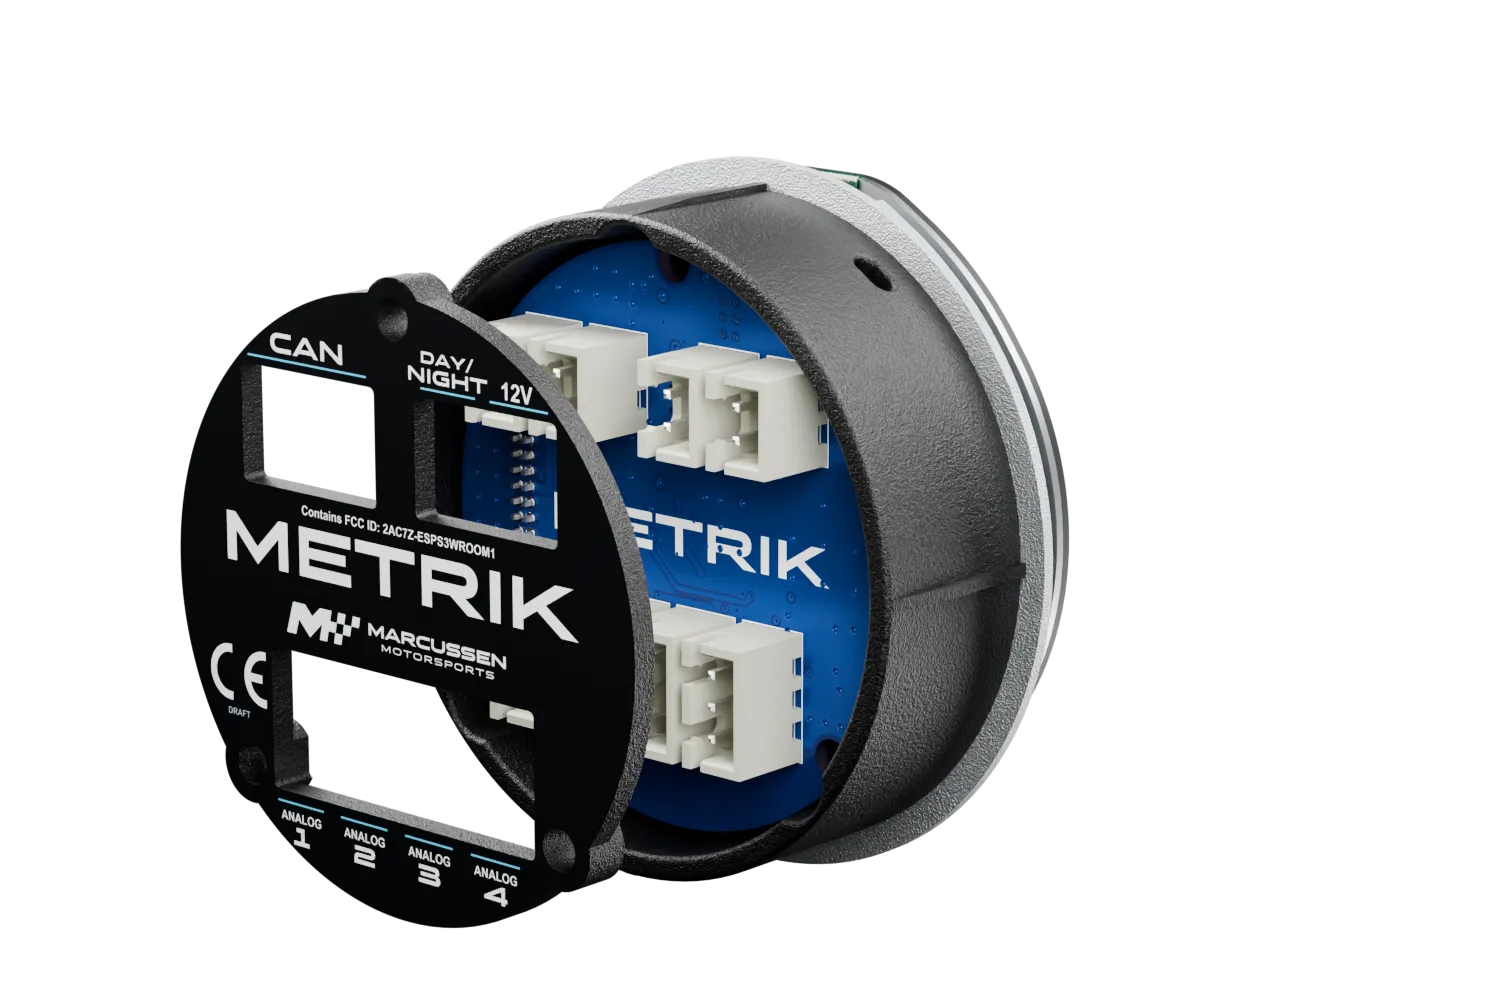 CAN
DAY/
NIGHT
12V
Contains FCC ID: 2AC7Z-ESPS3WROOM1
METRIK
M
MARCUSSEN
MOTORSPORTS
CE
DRAFT
ANALOG
1
ANALOG
2
ANALOG
3
ANALOG
4
ETRIK